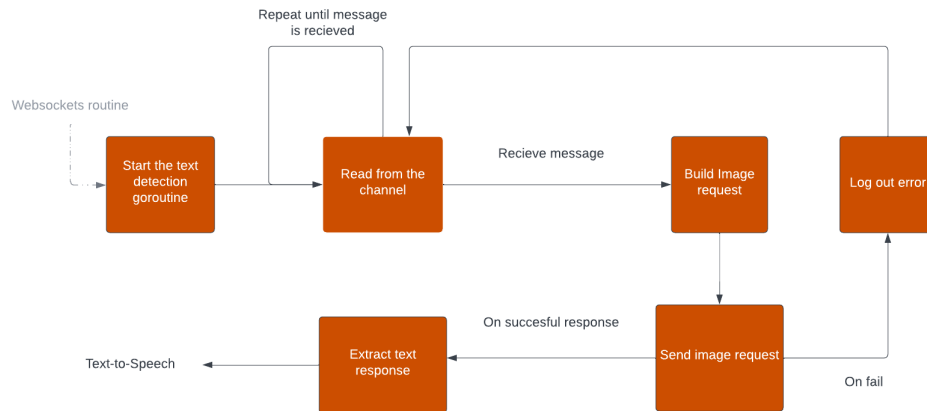 Repeat until message
is recieved
Websockets routine
Start the text
detection
goroutine
Read from the
channel
Recieve message
Build Image
request
Log out error
Text-to-Speech
Extract text
response
On succesful response
Send image request
On fail